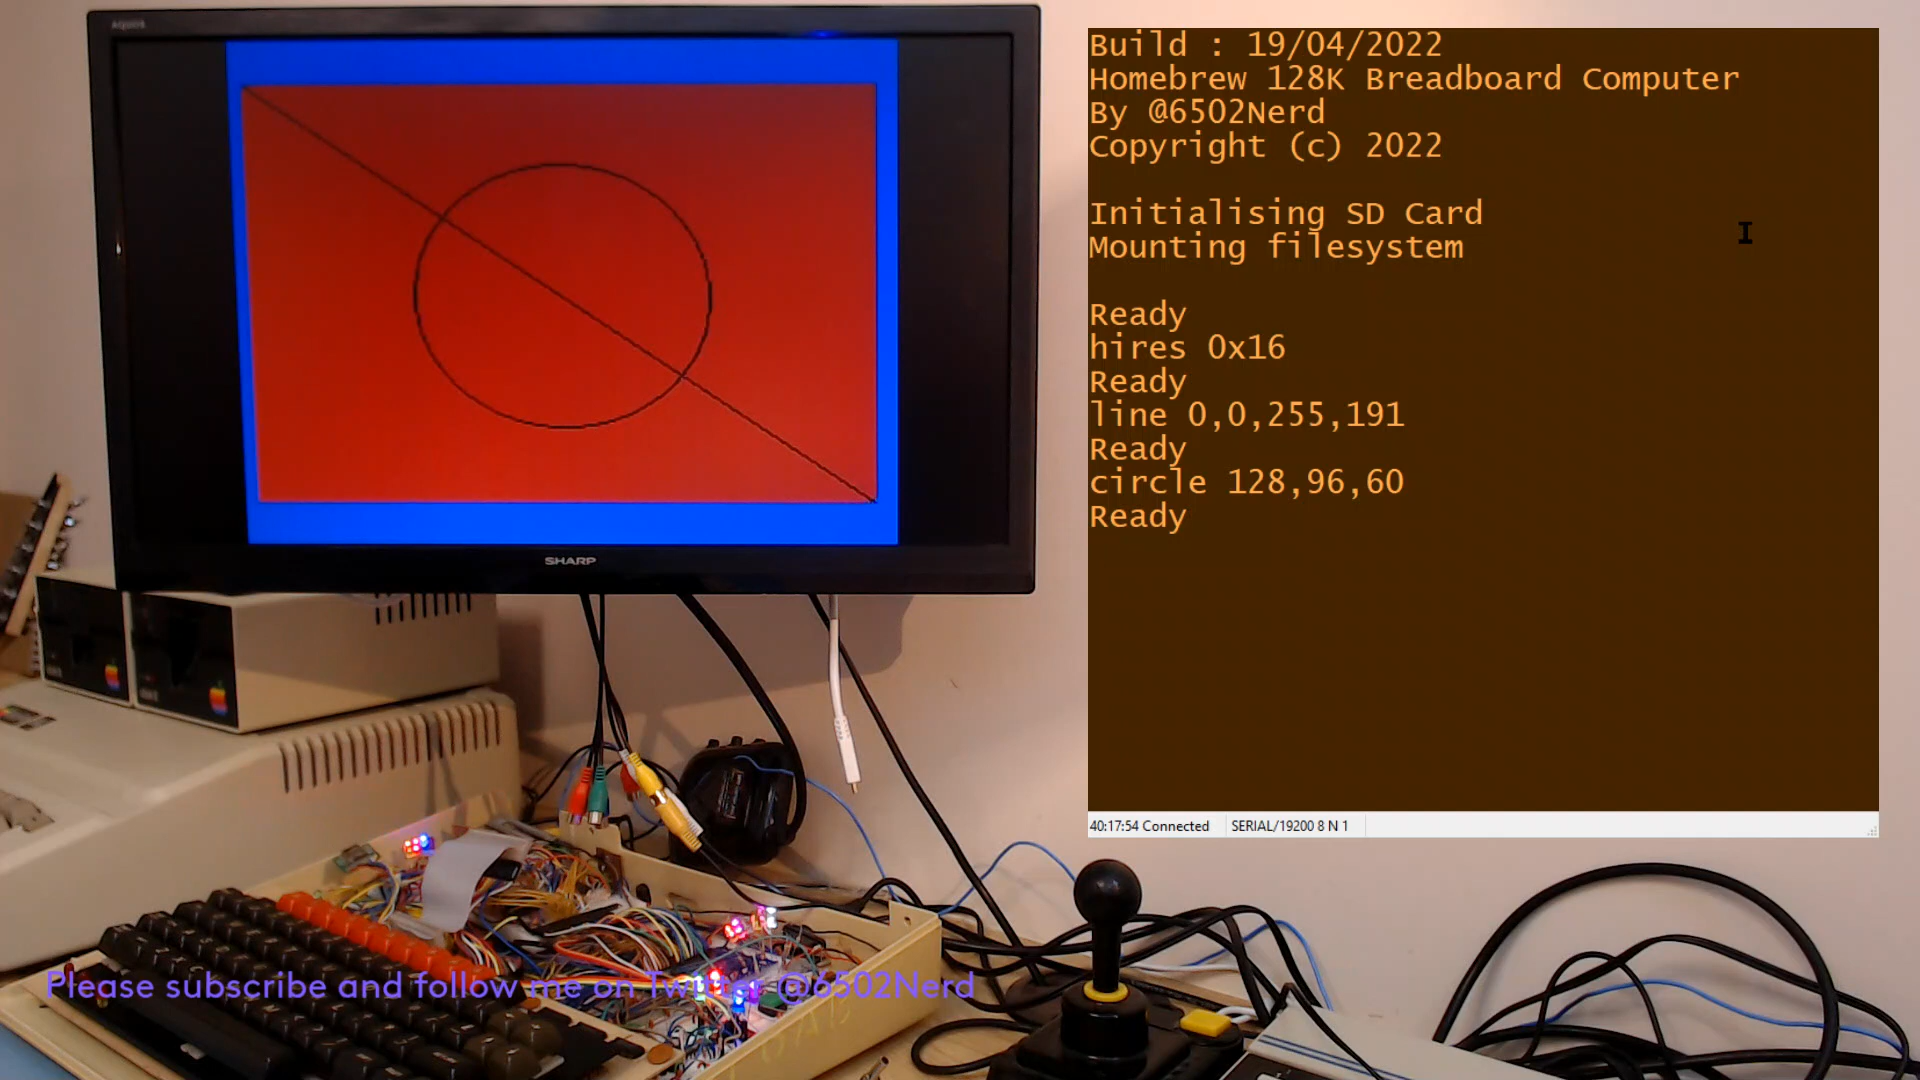 AQUOS
SHARP
Build : 19/04/2022
Homebrew 128K Breadboard Computer
By @6502Nerd
Copyright (c) 2022
Initialising SD Card
Mounting filesystem
Ready
hires 0x16
Ready
line 0,0,255,191
Ready
circle 128,96,60
Ready
40:17:54 Connected SERIAL/19200 8 N 1
Please subscribe and follow me on Twitter @6502Nerd